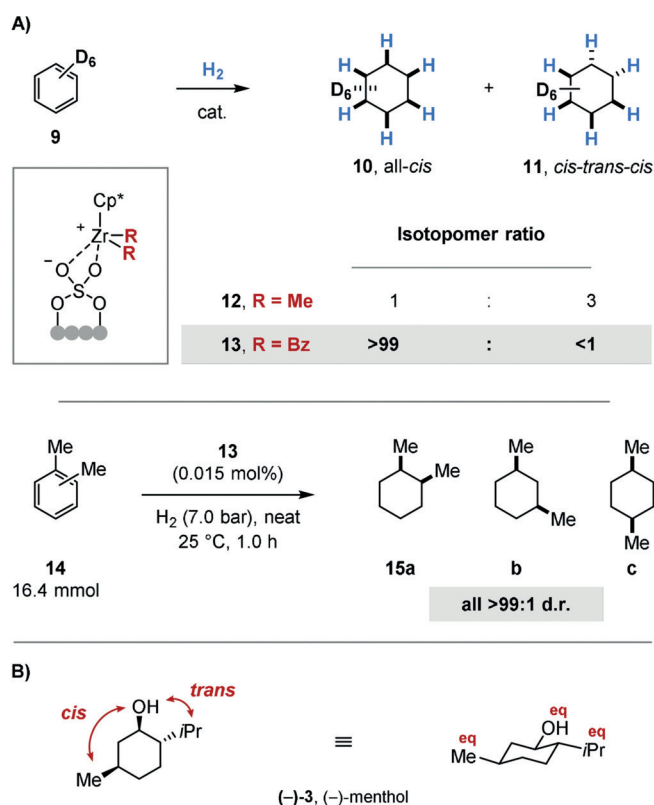 A)
D6
H2
cat.
9
H H H H H H
D6
10, all-cis
+
H H H H H H
D6
11, cis-trans-cis
Cp*
+
Zr R
R
− O O
S
O O
Isotopomer ratio
12, R = Me 1 : 3
13, R = Bz >99 : <1
Me
Me
14
16.4 mmol
13
(0.015 mol%)
H2 (7.0 bar), neat
25 °C, 1.0 h
Me
Me
15a
Me
Me
b
Me
Me
c
all >99:1 d.r.
B)
cis
OH
trans
iPr
Me
≡
eq
OH
eq
eq
Me
iPr
(−)-3, (−)-menthol